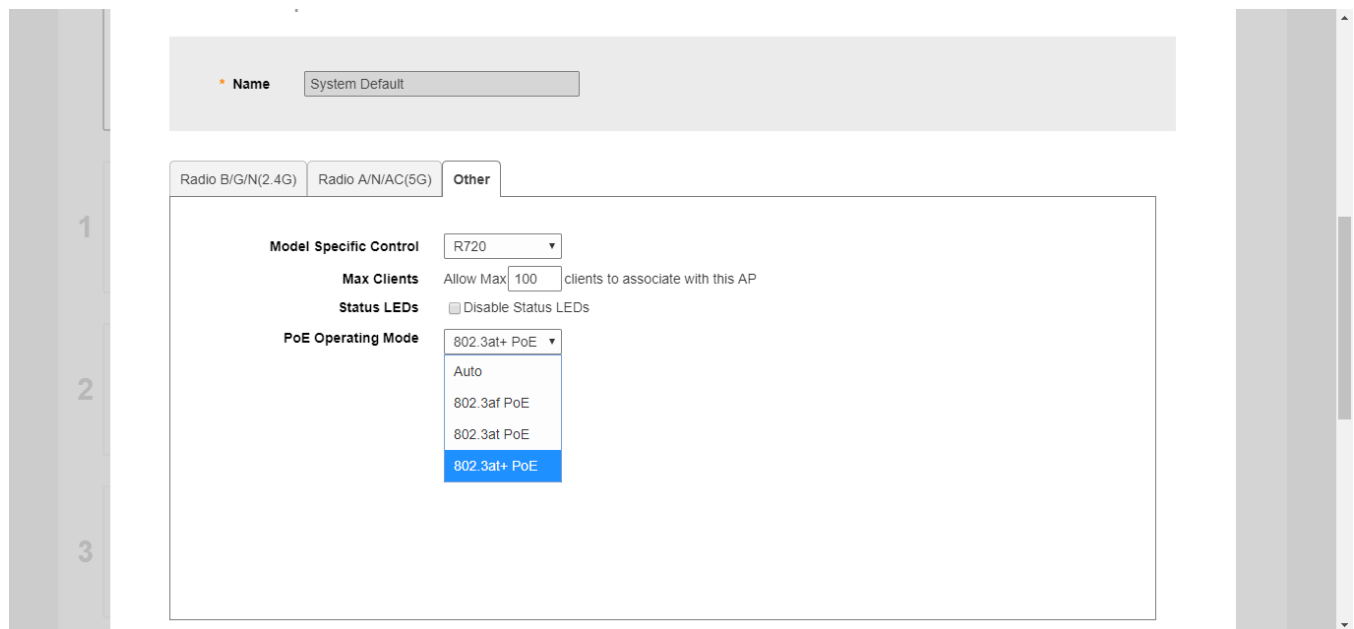 * Name System Default
Radio B/G/N(2.4G) Radio A/N/AC(5G) Other
1
Model Specific Control R720
Max Clients Allow Max 100 clients to associate with this AP
Status LEDs Disable Status LEDs
PoE Operating Mode 802.3at+ PoE
Auto
2
802.3af PoE
802.3at PoE
802.3at+ PoE
3